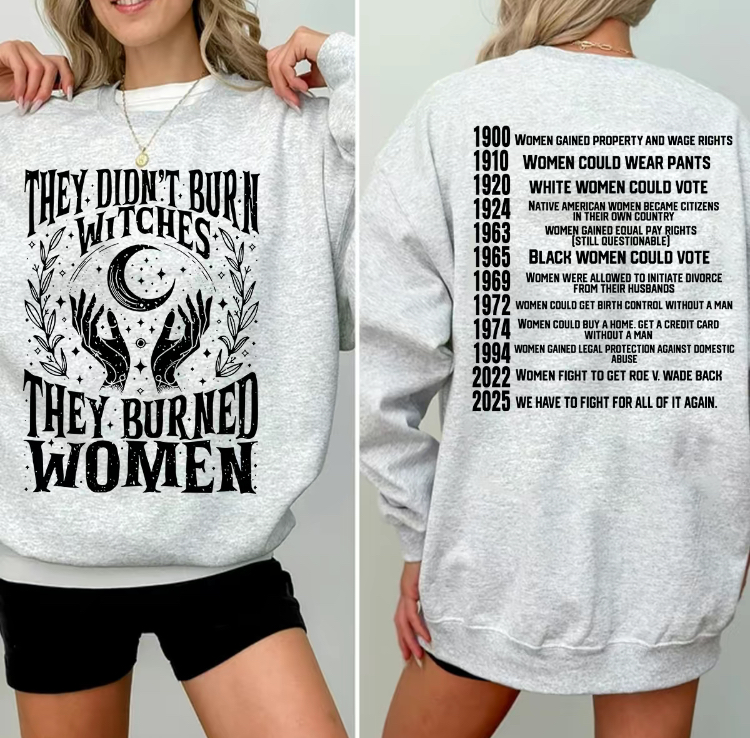 THEY DIDN'T BURN
WITCHES
THEY BURNED
WOMEN
1900 WOMEN GAINED PROPERTY AND WAGE RIGHTS
1910 WOMEN COULD WEAR PANTS
1920 WHITE WOMEN COULD VOTE
1924 NATIVE AMERICAN WOMEN BECAME CITIZENS
IN THEIR OWN COUNTRY
1963 WOMEN GAINED EQUAL PAY RIGHTS
(STILL QUESTIONABLE)
1965 BLACK WOMEN COULD VOTE
1969 WOMEN WERE ALLOWED TO INITIATE DIVORCE
FROM THEIR HUSBANDS
1972 WOMEN COULD GET BIRTH CONTROL WITHOUT A MAN
1974 WOMEN COULD BUY A HOME. GET A CREDIT CARD
WITHOUT A MAN
1994 WOMEN GAINED LEGAL PROTECTION AGAINST DOMESTIC
ABUSE
2022 WOMEN FIGHT TO GET ROE V. WADE BACK
2025 WE HAVE TO FIGHT FOR ALL OF IT AGAIN.